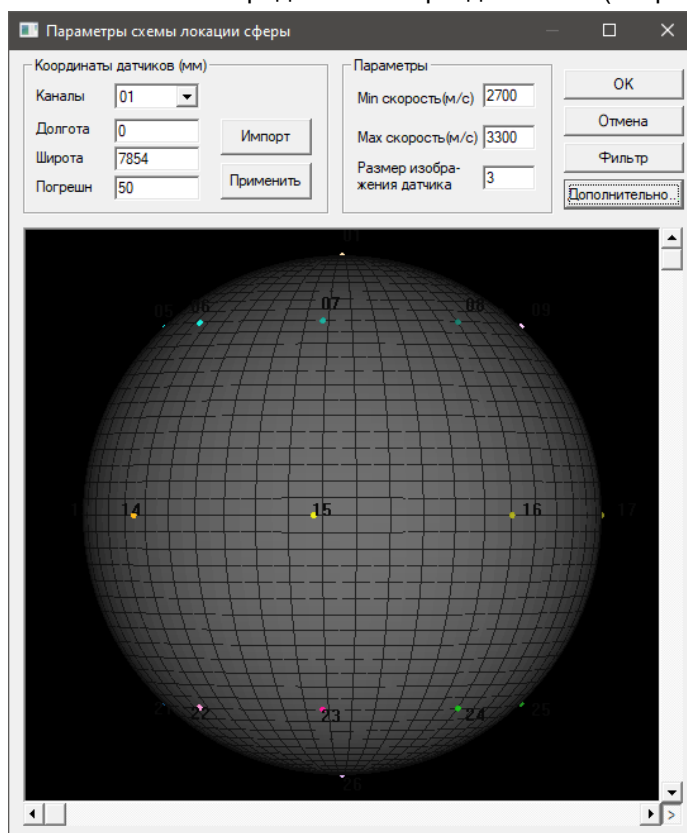 Параметры схемы локации сферы
Координаты датчиков (мм)
Каналы 01
Долгота 0
Широта 7854
Погрешн 50
Импорт
Применить
Параметры
Min скорость(м/с) 2700
Max скорость(м/с) 3300
Размер изобра-
жения датчика 3
OK
Отмена
Фильтр
Дополнительно..
01
05 06 07 08 09
14 15 16 17
21 22 23 24 25
26